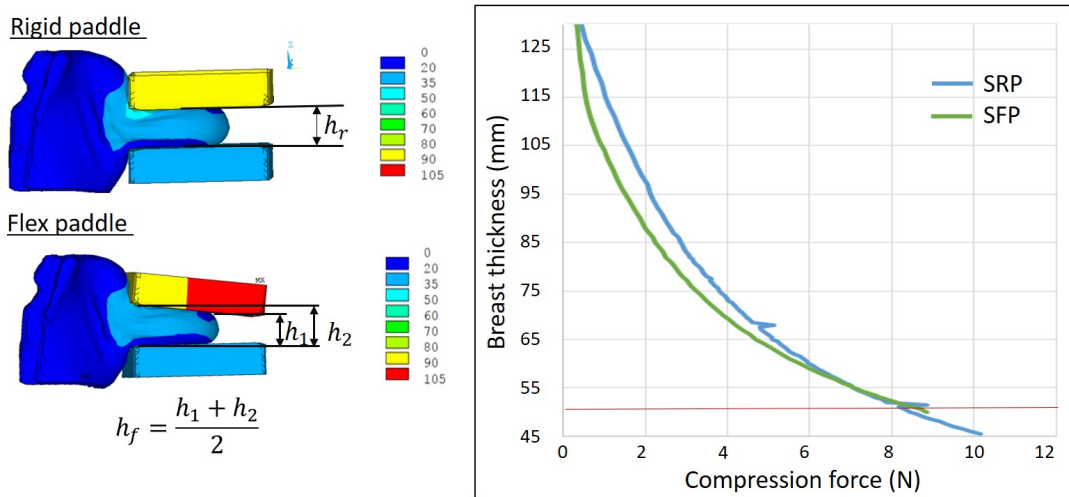 Rigid paddle
h_r
0
20
35
50
60
70
80
90
105
Flex paddle
MX
h_1 h_2
0
20
35
50
60
70
80
90
105
h_f = (h_1 + h_2) / 2
Breast thickness (mm)
125
115
105
95
85
75
65
55
45
SRP
SFP
0 2 4 6 8 10 12
Compression force (N)